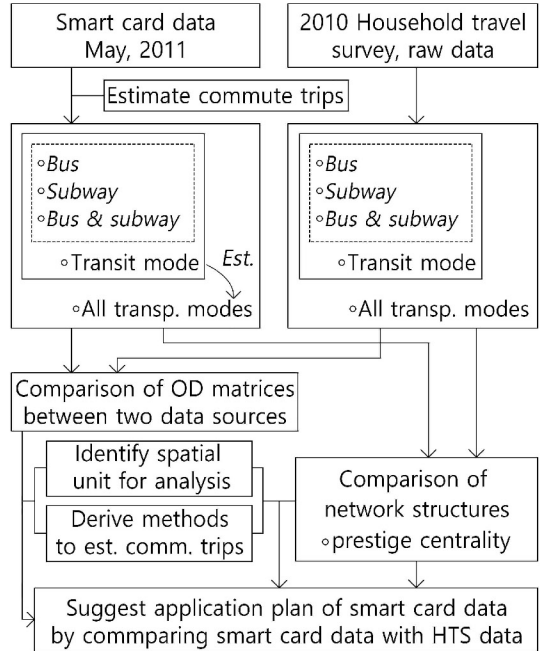 Smart card data
May, 2011
2010 Household travel
survey, raw data
Estimate commute trips
◦Bus
◦Subway
◦Bus & subway
◦Transit mode
Est.
◦All transp. modes
◦Bus
◦Subway
◦Bus & subway
◦Transit mode
◦All transp. modes
Comparison of OD matrices
between two data sources
Identify spatial
unit for analysis
Derive methods
to est. comm. trips
Comparison of
network structures
◦prestige centrality
Suggest application plan of smart card data
by commparing smart card data with HTS data